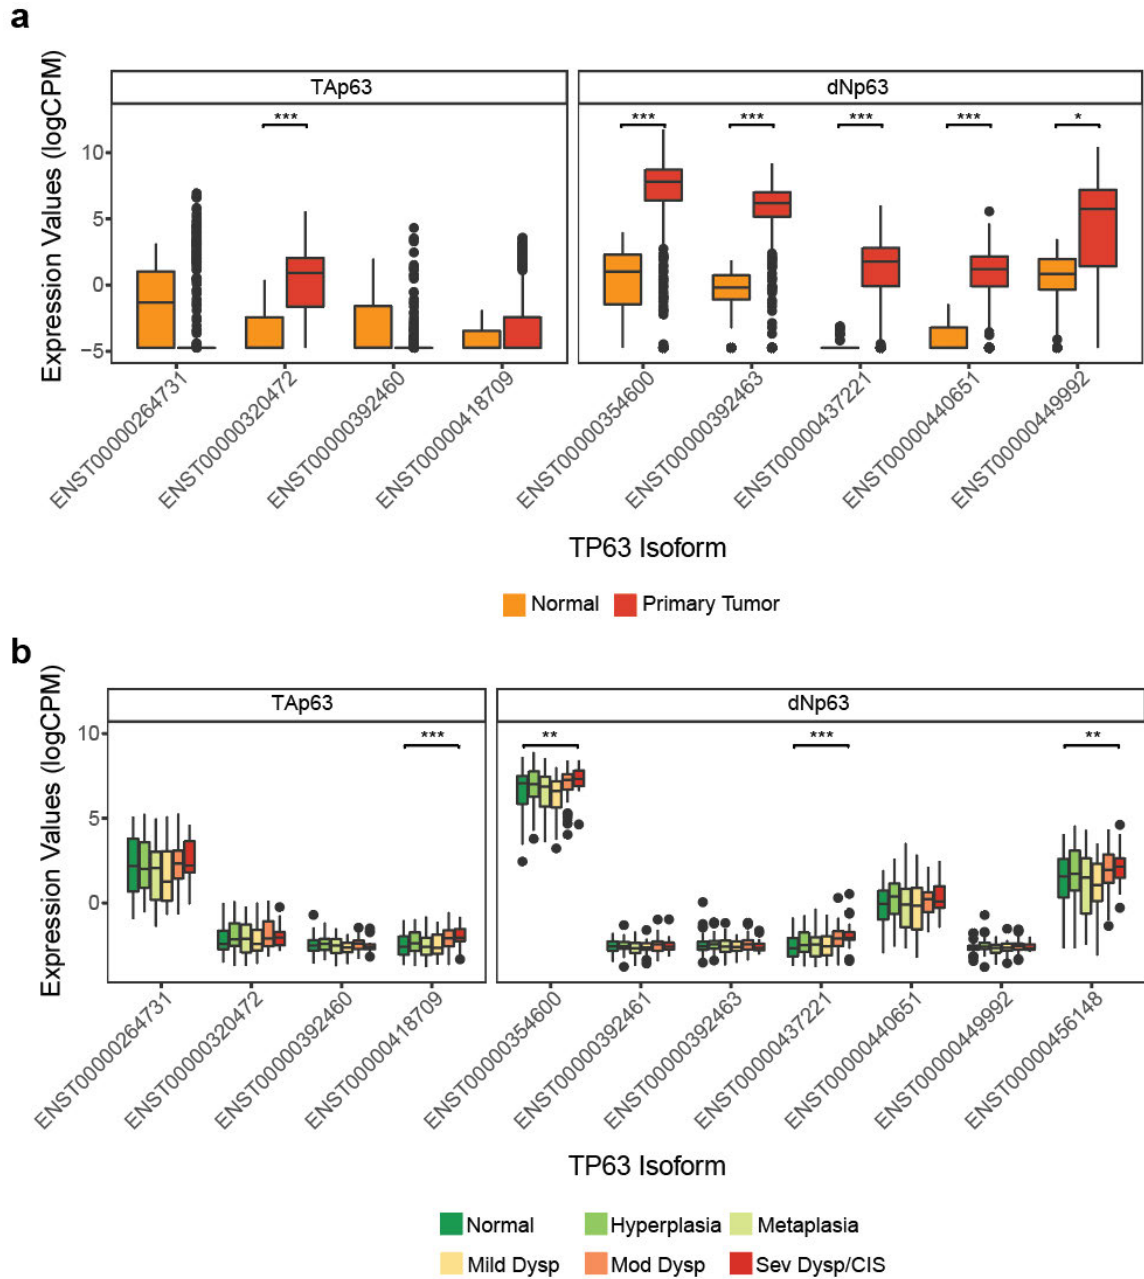 a
TAp63
dNp63
***
***
***
***
***
*
Expression Values (logCPM)
10
5
0
−5
ENST00000264731
ENST00000320472
ENST00000392460
ENST00000418709
ENST00000354600
ENST00000392463
ENST00000437221
ENST00000440651
ENST00000449992
TP63 Isoform
Normal
Primary Tumor
b
TAp63
dNp63
***
**
***
**
Expression Values (logCPM)
10
5
0
ENST00000264731
ENST00000320472
ENST00000392460
ENST00000418709
ENST00000354600
ENST00000392461
ENST00000392463
ENST00000437221
ENST00000440651
ENST00000449992
ENST00000456148
TP63 Isoform
Normal
Hyperplasia
Metaplasia
Mild Dysp
Mod Dysp
Sev Dysp/CIS